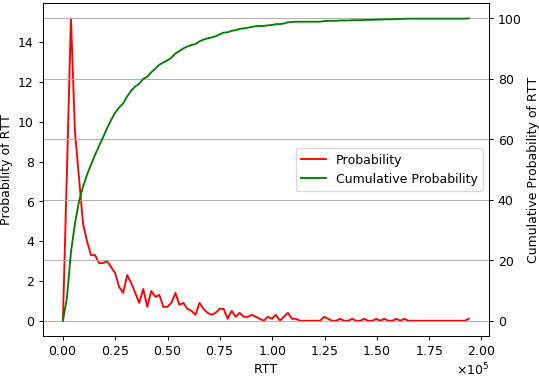 100
14
12
80
10
60
8
Probability
Cumulative Probability
6
40
4
20
2
0
0
0.00 0.25 0.50 0.75 1.00 1.25 1.50 1.75 2.00
×10⁵
RTT
Probability of RTT
Cumulative Probability of RTT